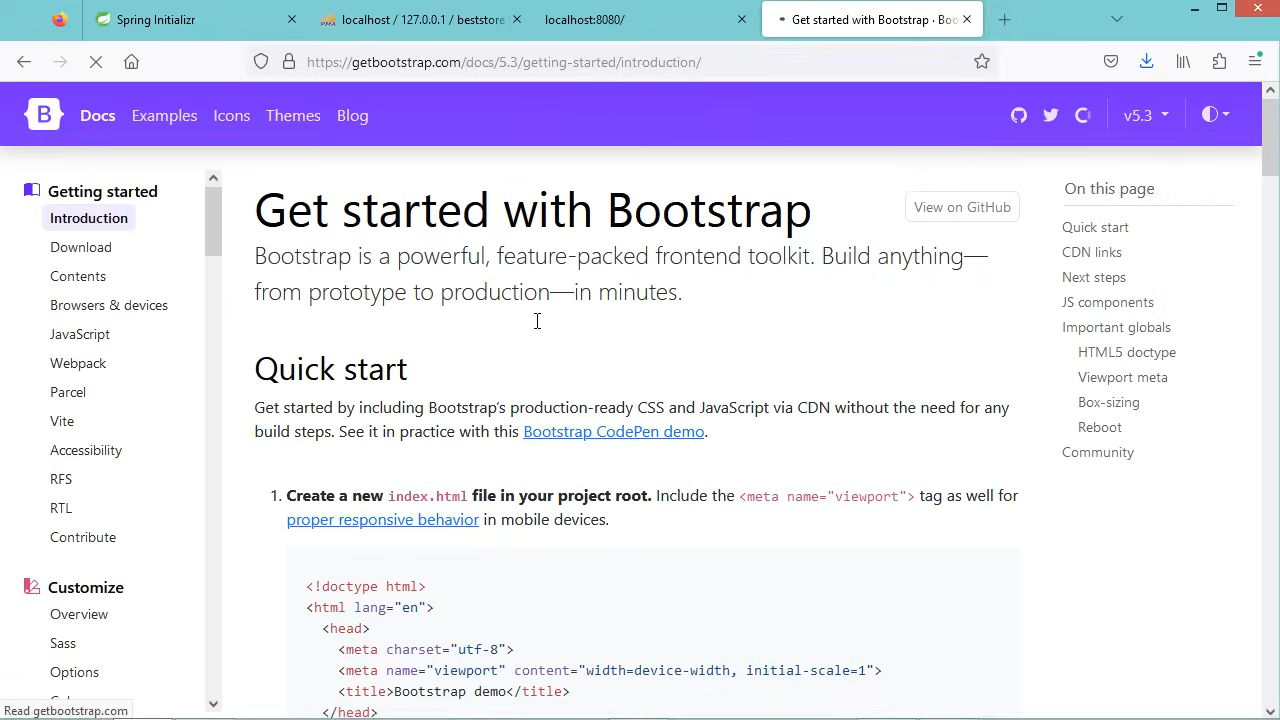 Spring Initializr
localhost / 127.0.0.1 / beststore
localhost:8080/
Get started with Bootstrap · Boo
https://getbootstrap.com/docs/5.3/getting-started/introduction/
B
Docs
Examples
Icons
Themes
Blog
v5.3
Getting started
Introduction
Download
Contents
Browsers & devices
JavaScript
Webpack
Parcel
Vite
Accessibility
RFS
RTL
Contribute
Customize
Overview
Sass
Options
Get started with Bootstrap
View on GitHub
Bootstrap is a powerful, feature-packed frontend toolkit. Build anything—
from prototype to production—in minutes.
Quick start
Get started by including Bootstrap's production-ready CSS and JavaScript via CDN without the need for any
build steps. See it in practice with this Bootstrap CodePen demo.
1. Create a new index.html file in your project root. Include the <meta name="viewport"> tag as well for
proper responsive behavior in mobile devices.
<!doctype html>
<html lang="en">
<head>
<meta charset="utf-8">
<meta name="viewport" content="width=device-width, initial-scale=1">
<title>Bootstrap demo</title>
</head>
On this page
Quick start
CDN links
Next steps
JS components
Important globals
HTML5 doctype
Viewport meta
Box-sizing
Reboot
Community
Read getbootstrap.com